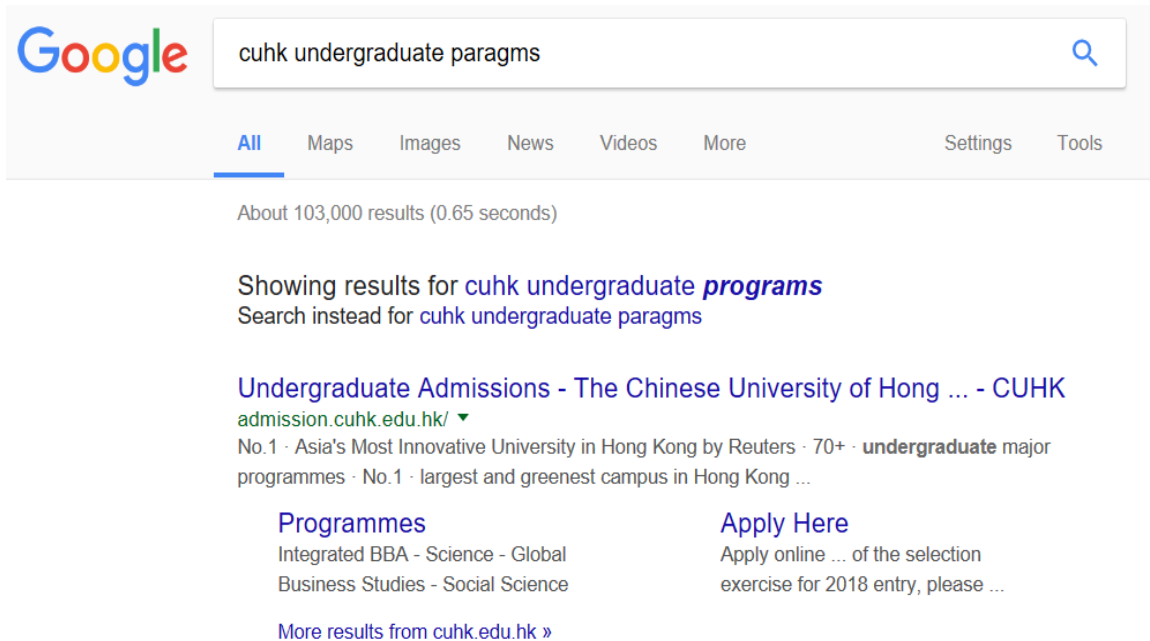 Google
cuhk undergraduate paragms
All Maps Images News Videos More Settings Tools
About 103,000 results (0.65 seconds)
Showing results for cuhk undergraduate programs
Search instead for cuhk undergraduate paragms
Undergraduate Admissions - The Chinese University of Hong ... - CUHK
admission.cuhk.edu.hk/
No.1 · Asia's Most Innovative University in Hong Kong by Reuters · 70+ · undergraduate major
programmes · No.1 · largest and greenest campus in Hong Kong ...
Programmes
Integrated BBA - Science - Global
Business Studies - Social Science
Apply Here
Apply online ... of the selection
exercise for 2018 entry, please ...
More results from cuhk.edu.hk »